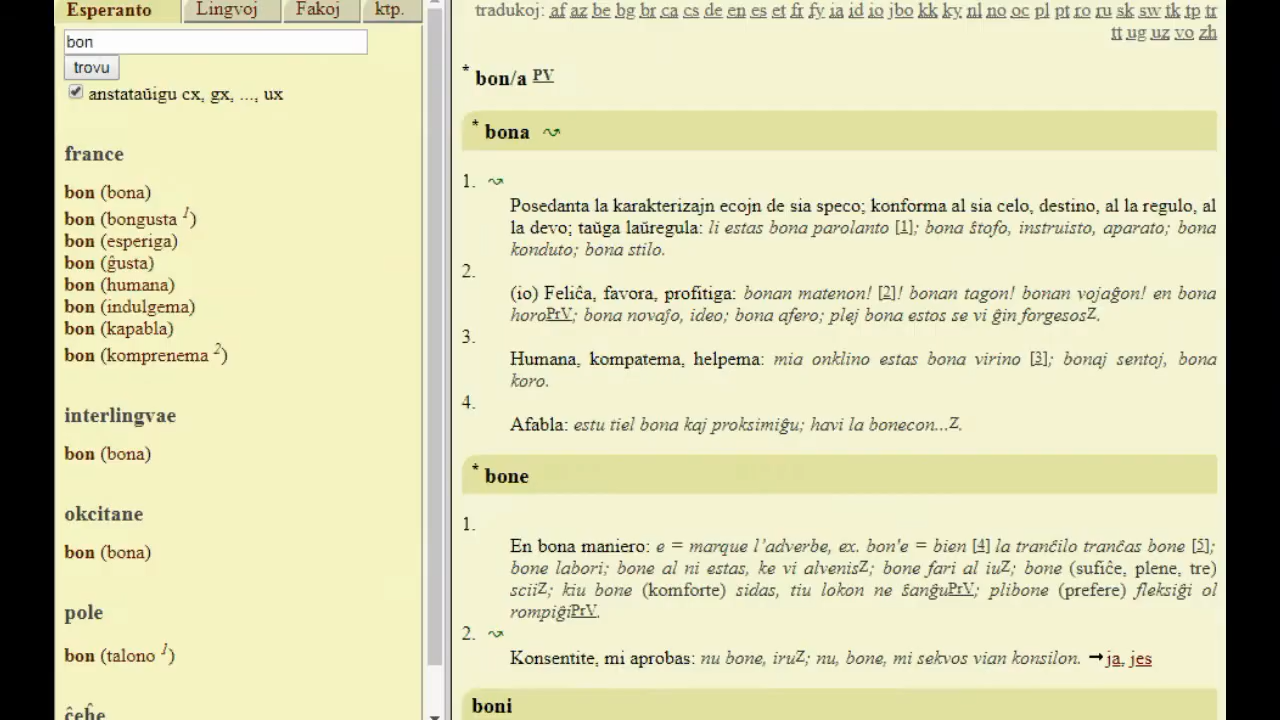 Esperanto Lingvoj Fakoj ktp.
bon
trovu
anstataŭigu cx, gx, ..., ux
france
bon (bona)
bon (bongusta 1)
bon (esperiga)
bon (ĝusta)
bon (humana)
bon (indulgema)
bon (kapabla)
bon (komprenema 2)
interlingvae
bon (bona)
okcitane
bon (bona)
pole
bon (talono 1)
ĉeĥe
tradukoj: af az be bg br ca cs de en es et fr fy ia id io jbo kk ky nl no oc pl pt ro ru sk sw tk tp tr
tt ug uz vo zh
* bon/a PV
* bona ↝
1. ↝
Posedanta la karakterizajn ecojn de sia speco; konforma al sia celo, destino, al la regulo, al
la devo; taŭga laŭregula: li estas bona parolanto [1]; bona ŝtofo, instruisto, aparato; bona
konduto; bona stilo.
2.
(io) Feliĉa, favora, profitiga: bonan matenon! [2]! bonan tagon! bonan vojaĝon! en bona
horoPrV; bona novaĵo, ideo; bona afero; plej bona estos se vi ĝin forgesosZ.
3.
Humana, kompatema, helpema: mia onklino estas bona virino [3]; bonaj sentoj, bona
koro.
4.
Afabla: estu tiel bona kaj proksimiĝu; havi la bonecon...Z.
* bone
1.
En bona maniero: e = marque l’adverbe, ex. bon'e = bien [4] la tranĉilo tranĉas bone [5];
bone labori; bone al ni estas, ke vi alvenisZ; bone fari al iuZ; bone (sufiĉe, plene, tre)
sciiZ; kiu bone (komforte) sidas, tiu lokon ne ŝanĝuPrV; plibone (prefere) fleksiĝi ol
rompiĝiPrV.
2. ↝
Konsentite, mi aprobas: nu bone, iruZ; nu, bone, mi sekvos vian konsilon. ➞ja, jes
boni